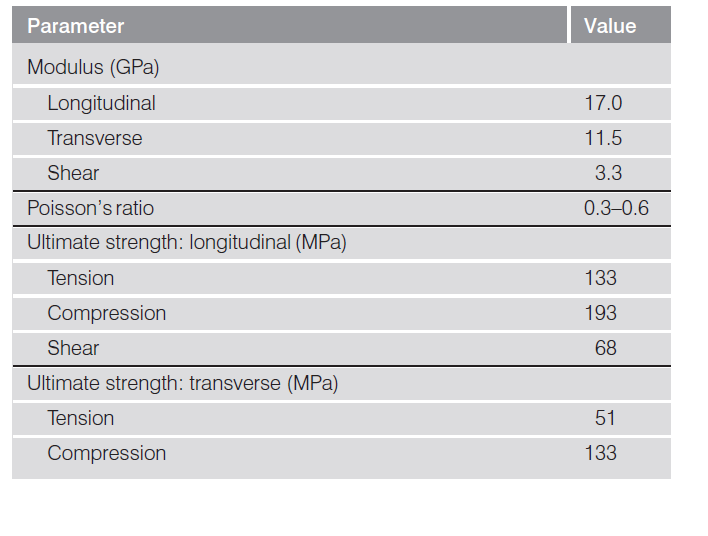 Parameter Value
Modulus (GPa)
Longitudinal 17.0
Transverse 11.5
Shear 3.3
Poisson's ratio 0.3–0.6
Ultimate strength: longitudinal (MPa)
Tension 133
Compression 193
Shear 68
Ultimate strength: transverse (MPa)
Tension 51
Compression 133